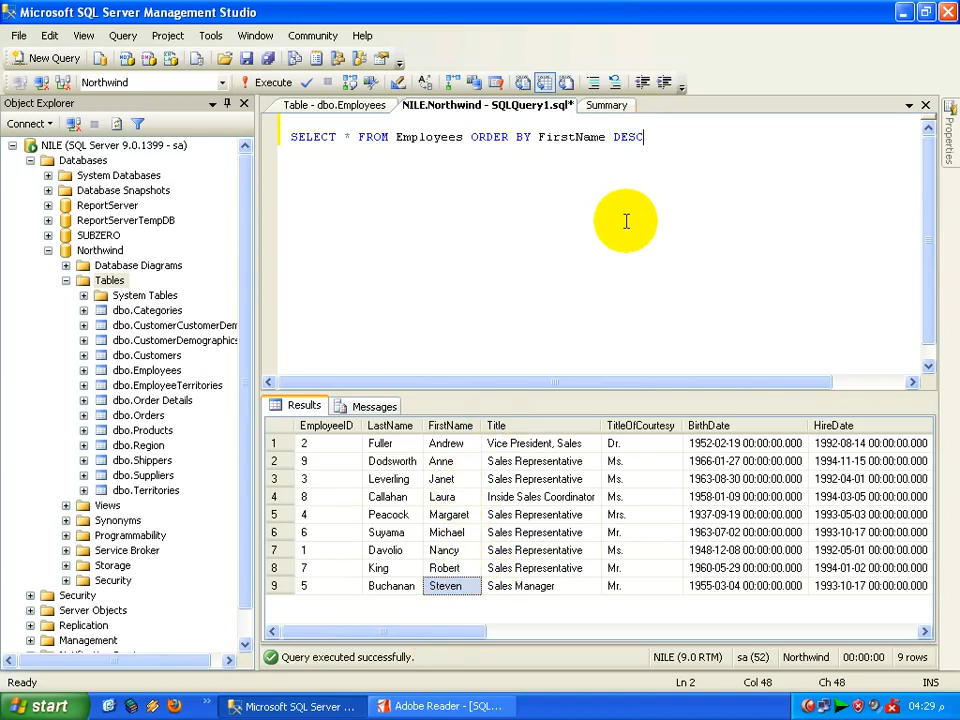 Microsoft SQL Server Management Studio
File Edit View Query Project Tools Window Community Help
New Query
Northwind Execute
Object Explorer
Table - dbo.Employees NILE.Northwind - SQLQuery1.sql* Summary
Properties
Connect
NILE (SQL Server 9.0.1399 - sa)
Databases
System Databases
Database Snapshots
ReportServer
ReportServerTempDB
SUBZERO
Northwind
Database Diagrams
Tables
System Tables
dbo.Categories
dbo.CustomerCustomerDem
dbo.CustomerDemographics
dbo.Customers
dbo.Employees
dbo.EmployeeTerritories
dbo.Order Details
dbo.Orders
dbo.Products
dbo.Region
dbo.Shippers
dbo.Suppliers
dbo.Territories
Views
Synonyms
Programmability
Service Broker
Storage
Security
Security
Server Objects
Replication
Management
SELECT * FROM Employees ORDER BY FirstName DESC
Results Messages
EmployeeID LastName FirstName Title TitleOfCourtesy BirthDate HireDate
1 2 Fuller Andrew Vice President, Sales Dr. 1952-02-19 00:00:00.000 1992-08-14 00:00:00.000
2 9 Dodsworth Anne Sales Representative Ms. 1966-01-27 00:00:00.000 1994-11-15 00:00:00.000
3 3 Leverling Janet Sales Representative Ms. 1963-08-30 00:00:00.000 1992-04-01 00:00:00.000
4 8 Callahan Laura Inside Sales Coordinator Ms. 1958-01-09 00:00:00.000 1994-03-05 00:00:00.000
5 4 Peacock Margaret Sales Representative Mrs. 1937-09-19 00:00:00.000 1993-05-03 00:00:00.000
6 6 Suyama Michael Sales Representative Mr. 1963-07-02 00:00:00.000 1993-10-17 00:00:00.000
7 1 Davolio Nancy Sales Representative Ms. 1948-12-08 00:00:00.000 1992-05-01 00:00:00.000
8 7 King Robert Sales Representative Mr. 1960-05-29 00:00:00.000 1994-01-02 00:00:00.000
9 5 Buchanan Steven Sales Manager Mr. 1955-03-04 00:00:00.000 1993-10-17 00:00:00.000
Query executed successfully. NILE (9.0 RTM) sa (52) Northwind 00:00:00 9 rows
Ready Ln 2 Col 48 Ch 48
start Microsoft SQL Server ... Adobe Reader - [SQL... 04:29 م